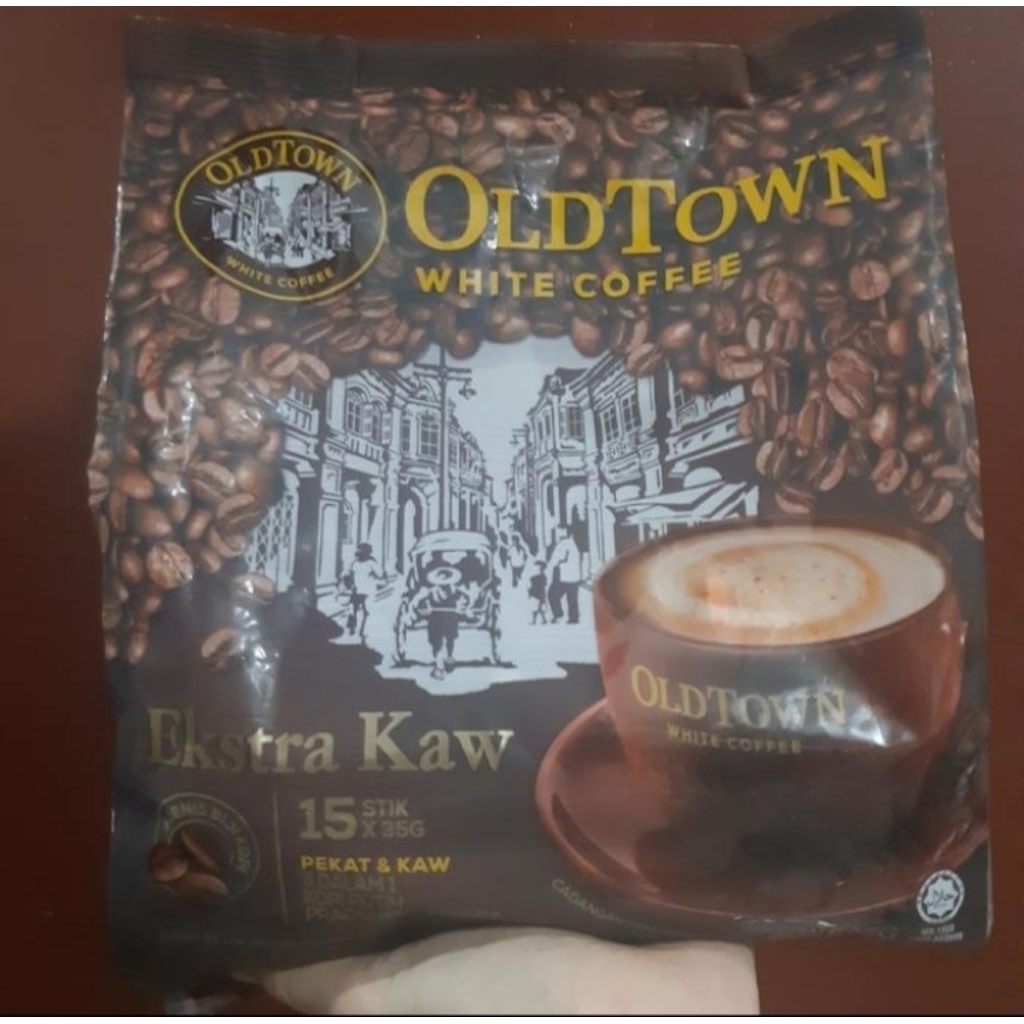 OLDTOWN
WHITE COFFEE
OLDTOWN
WHITE COFFEE
OLDTOWN
WHITE COFFEE
Ekstra Kaw
15 STIK
X 35G
PEKAT & KAW
3 DALAM 1
KOPI PUTIH